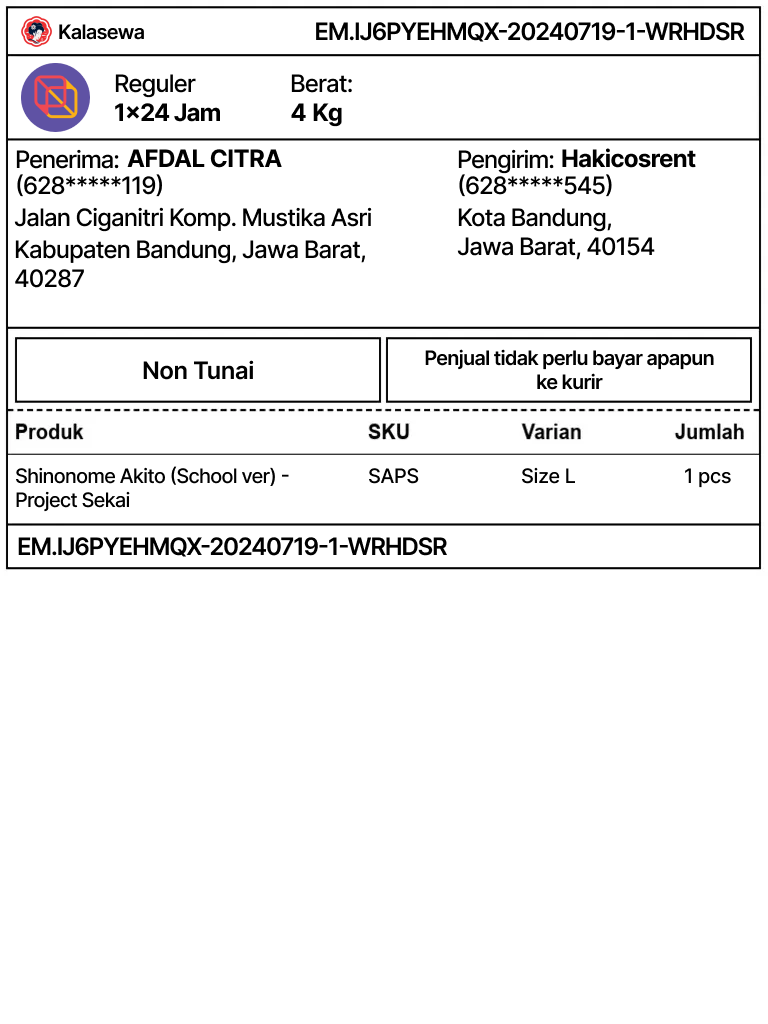 Kalasewa
EM.IJ6PYEHMQX-20240719-1-WRHDSR
Reguler
1x24 Jam
Berat:
4 Kg
Penerima: AFDAL CITRA
(628*****119)
Jalan Ciganitri Komp. Mustika Asri
Kabupaten Bandung, Jawa Barat,
40287
Pengirim: Hakicosrent
(628*****545)
Kota Bandung,
Jawa Barat, 40154
Non Tunai
Penjual tidak perlu bayar apapun
ke kurir
Produk SKU Varian Jumlah
Shinonome Akito (School ver) - SAPS Size L 1 pcs
Project Sekai
EM.IJ6PYEHMQX-20240719-1-WRHDSR